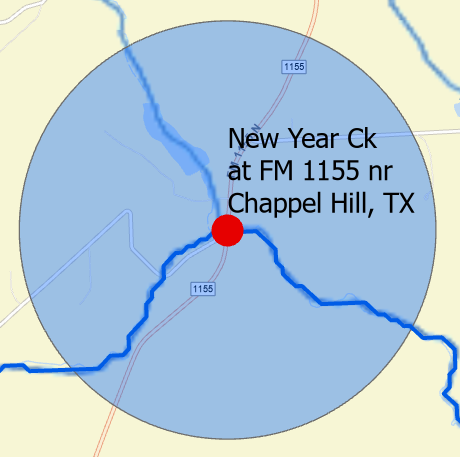 1155
New Year Ck
at FM 1155 nr
Chappel Hill, TX
1155